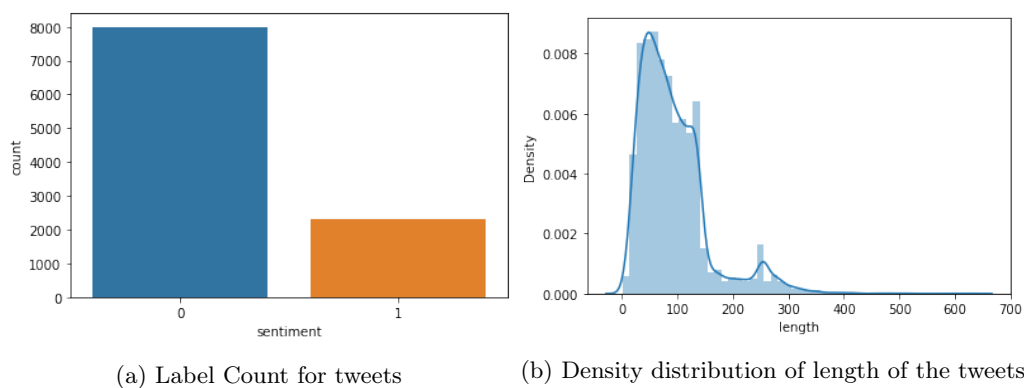 8000
7000
6000
5000
4000
3000
2000
1000
0
count
0 1
sentiment
(a) Label Count for tweets
0.008
0.006
0.004
0.002
0.000
Density
0 100 200 300 400 500 600 700
length
(b) Density distribution of length of the tweets